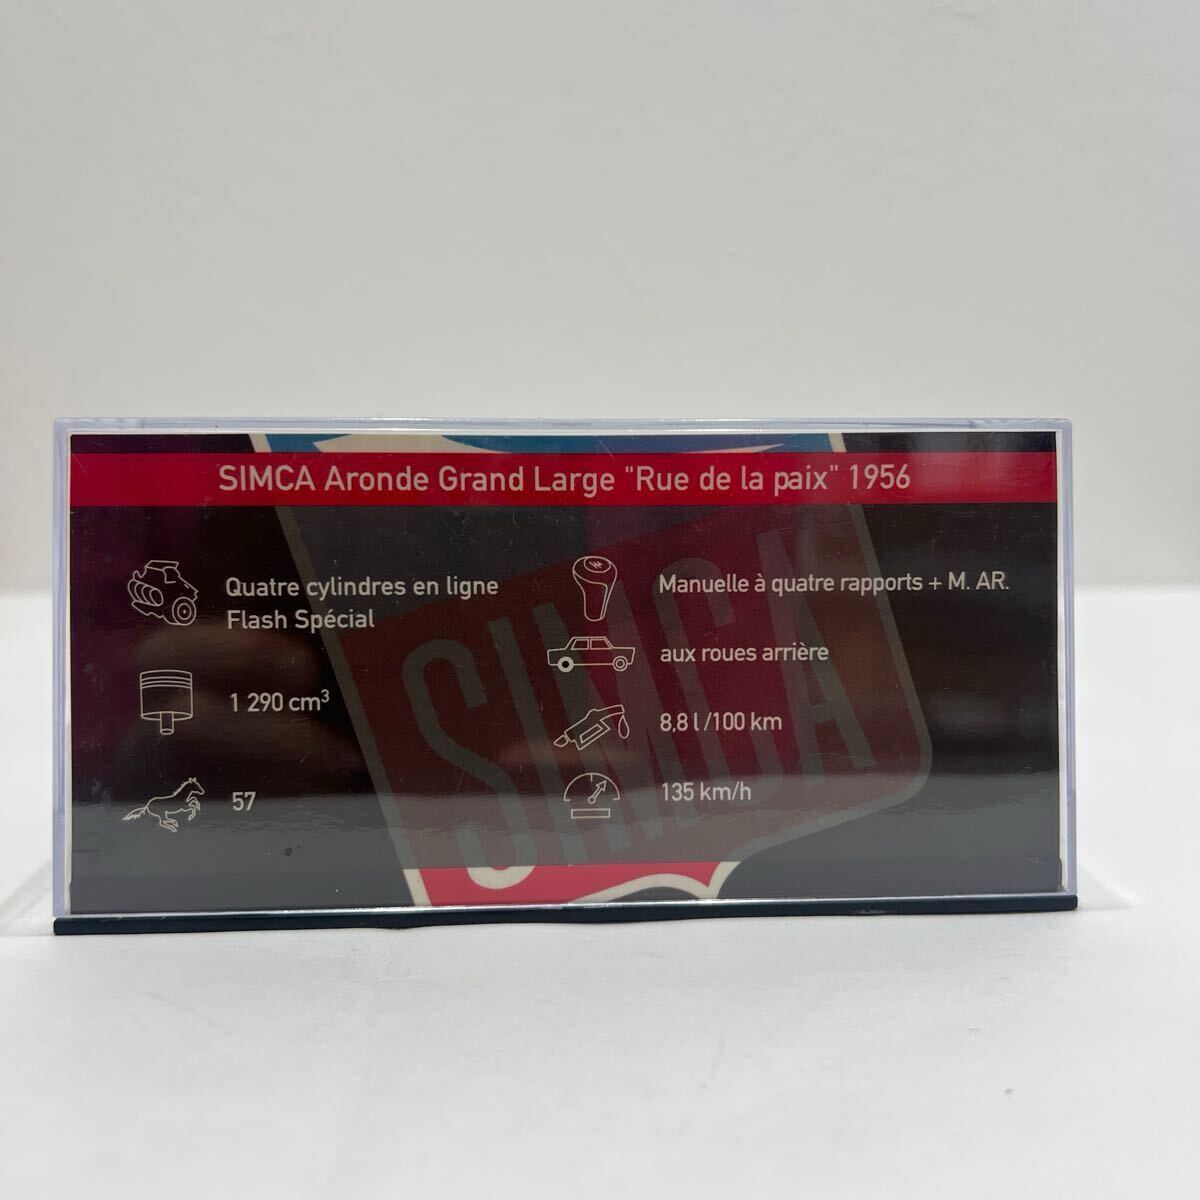 SIMCA Aronde Grand Large "Rue de la paix" 1956
Quatre cylindres en ligne
Flash Spécial
1 290 cm³
57
Manuelle à quatre rapports + M. AR.
aux roues arrière
8,8 l/100 km
135 km/h
SIMCA